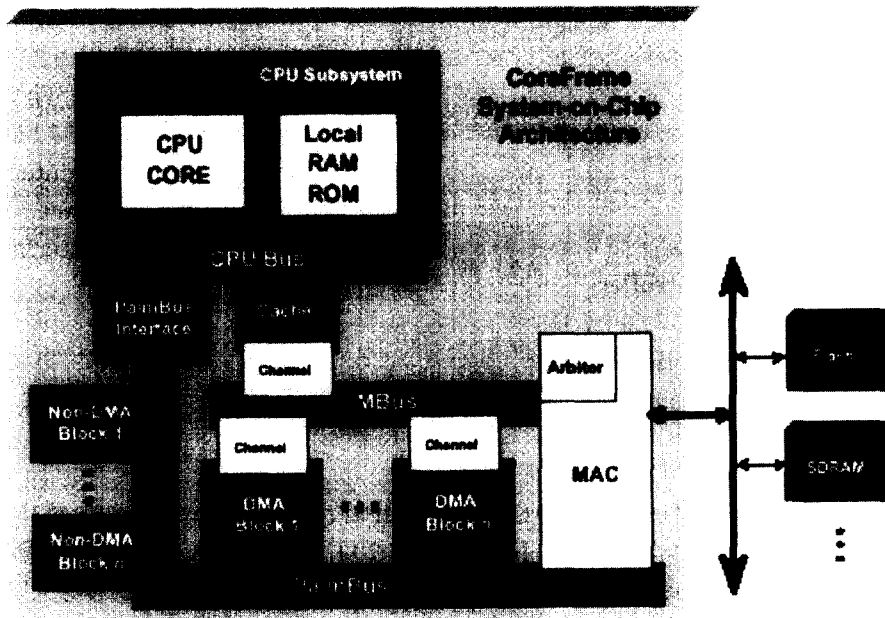 CPU Subsystem
CoreFrame
System-on-Chip
Architecture
CPU
CORE
Local
RAM
ROM
CPU Bus
PalmBus
Interface
Cache
Channel
Arbiter
Flash
Non-DMA
Block 1
MBus
Channel
Channel
MAC
SDRAM
DMA
Block 1
DMA
Block n
Non-DMA
Block n
PalmBus